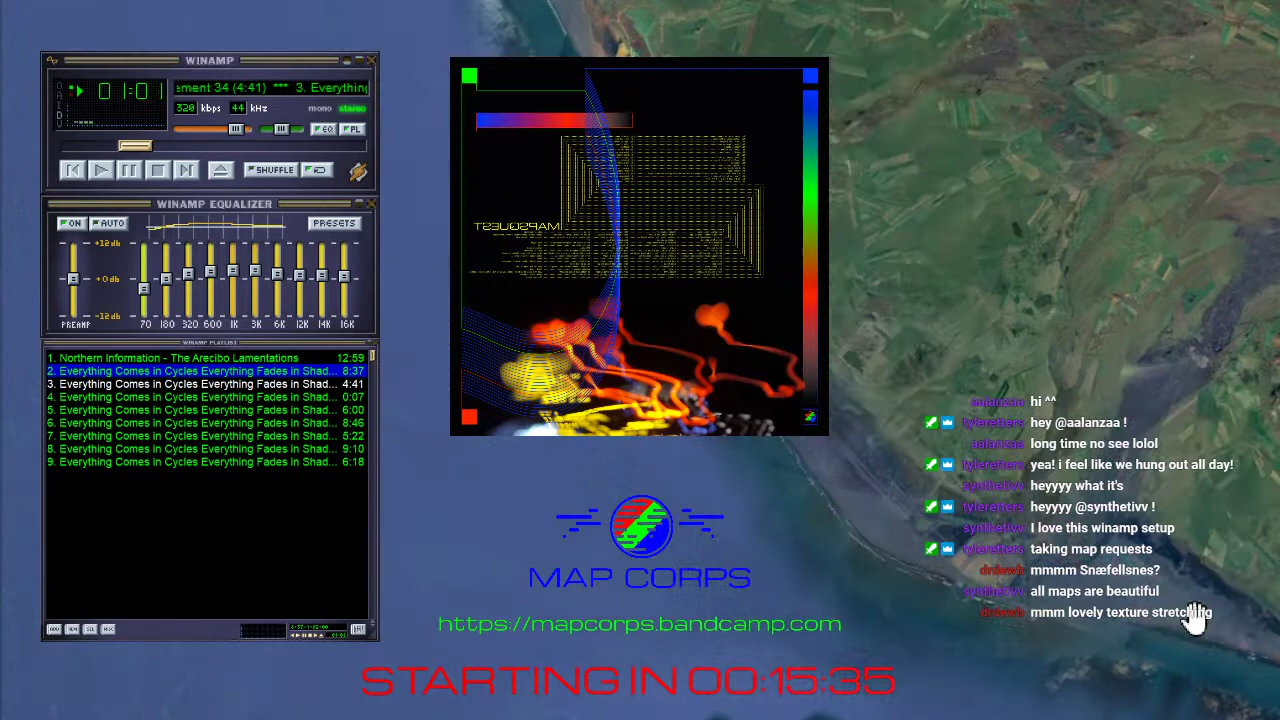 WINAMP
01:01
ement 34 (4:41) *** 3. Everything
320 kbps 44 kHz mono stereo
EQ PL
SHUFFLE
WINAMP EQUALIZER
ON AUTO PRESETS
+12db
+0db
-12db
PREAMP 70 180 320 600 1K 3K 6K 12K 14K 16K
WINAMP PLAYLIST
1. Northern Information - The Arecibo Lamentations 12:59
2. Everything Comes in Cycles Everything Fades in Shad... 8:37
3. Everything Comes in Cycles Everything Fades in Shad... 4:41
4. Everything Comes in Cycles Everything Fades in Shad... 0:07
5. Everything Comes in Cycles Everything Fades in Shad... 6:00
6. Everything Comes in Cycles Everything Fades in Shad... 8:46
7. Everything Comes in Cycles Everything Fades in Shad... 5:22
8. Everything Comes in Cycles Everything Fades in Shad... 9:10
9. Everything Comes in Cycles Everything Fades in Shad... 6:18
MAPSQUEST
MAP CORPS
https://mapcorps.bandcamp.com
STARTING IN 00:15:35
aalanzaa hi ^^
tyleretters hey @aalanzaa !
aalanzaa long time no see lolol
tyleretters yea! i feel like we hung out all day!
synthetivv heyyyy what it's
tyleretters heyyyy @synthetivv !
synthetivv I love this winamp setup
tyleretters taking map requests
drdewb mmmm Snæfellsnes?
synthetivv all maps are beautiful
drdewb mmm lovely texture stretching